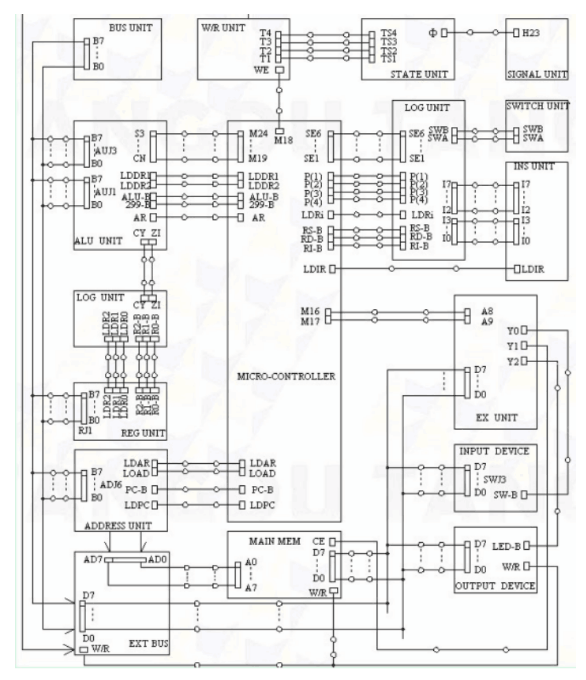 BUS UNIT
B7
B0
W/R UNIT
T4
T3
T2
T1
WE
TS4
TS3
TS2
TS1
Φ
STATE UNIT
H23
SIGNAL UNIT
B7
AUJ3
B0
B7
AUJ1
B0
S3
CN
LDDR1
LDDR2
ALU-B
299-B
AR
ALU UNIT
CY ZI
M24
M18
M19
LDDR1
LDDR2
ALU-B
299-B
AR
SE6
SE1
P(1)
P(2)
P(3)
P(4)
LDRi
RS-B
RD-B
RI-B
LDIR
LOG UNIT
SWB
SWA
SE6
SE1
P(1)
P(2)
P(3)
P(4)
LDRi
RS-B
RD-B
RI-B
I7
I2
I3
I0
SWITCH UNIT
SWB
SWA
INS UNIT
I7
I2
I3
I0
LDIR
LOG UNIT
CY ZI
LDR2
LDR1
LDR0
R2-B
R1-B
R0-B
LDR2
LDR1
LDR0
R2-B
R1-B
R0-B
B7
B0
RJ1
REG UNIT
M16
M17
MICRO-CONTROLLER
A8
A9
Y0
Y1
Y2
D7
D0
EX UNIT
B7
ADJ6
B0
LDAR
LOAD
PC-B
LDPC
ADDRESS UNIT
LDAR
LOAD
PC-B
LDPC
INPUT DEVICE
D7
SWJ3
D0
SW-B
AD7
AD0
D7
D0
W/R
EXT BUS
MAIN MEM
CE
A0
A7
D7
D0
W/R
D7
D0
LED-B
W/R
OUTPUT DEVICE